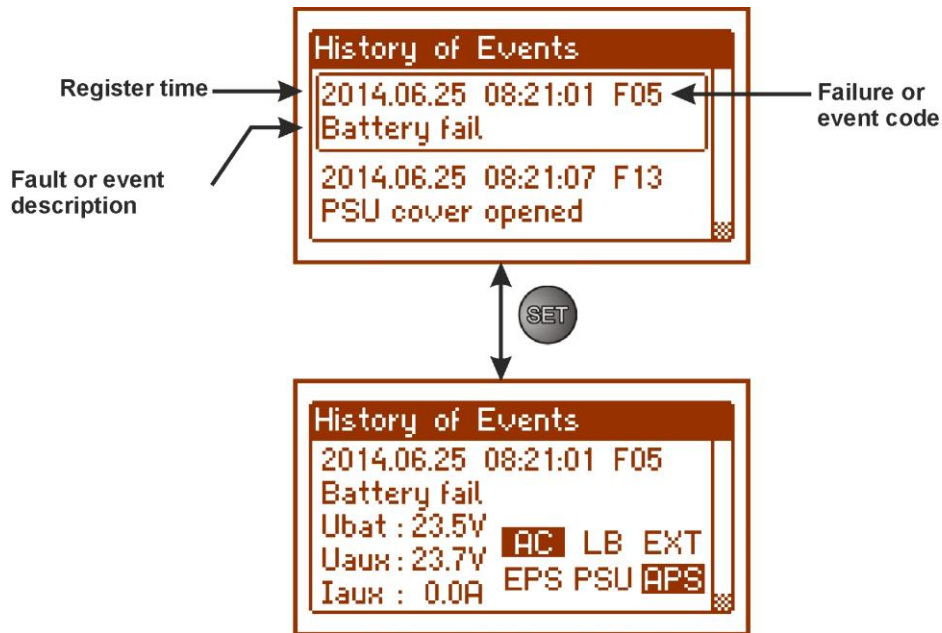 History of Events
Register time
2014.06.25 08:21:01 F05
Failure or
event code
Battery fail
Fault or event
description
2014.06.25 08:21:07 F13
PSU cover opened
SET
History of Events
2014.06.25 08:21:01 F05
Battery fail
Ubat : 23.5V
AC LB EXT
Uaux : 23.7V
EPS PSU APS
Iaux : 0.0A